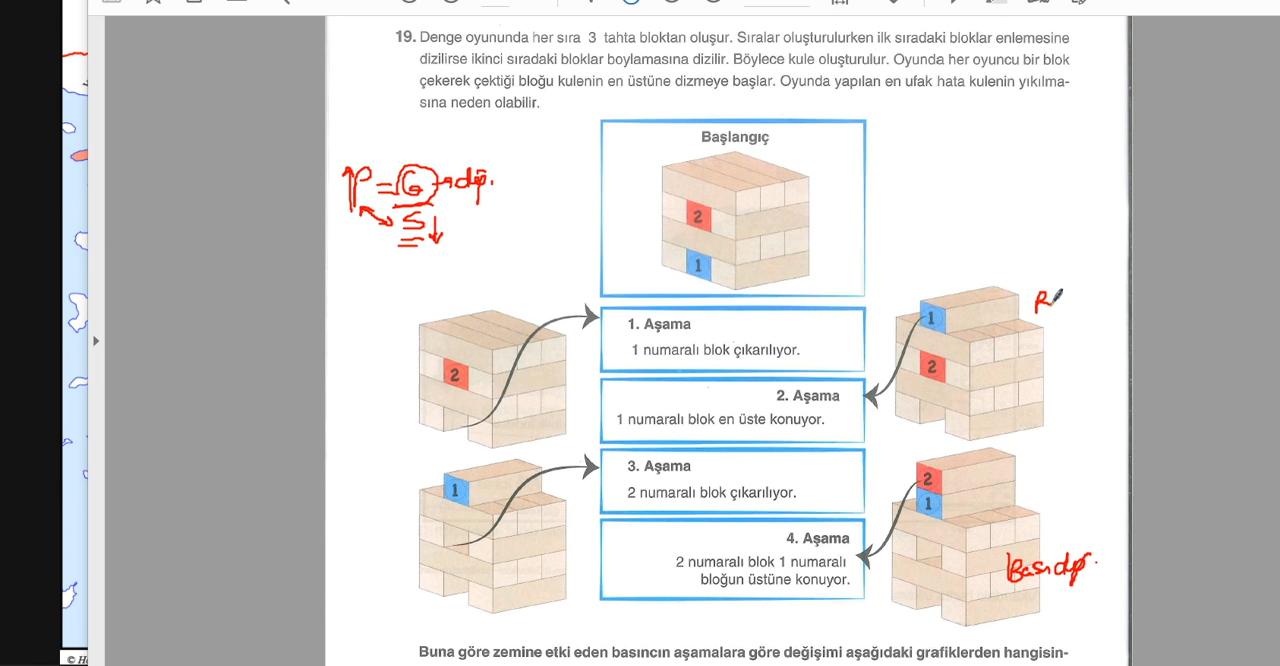 19. Denge oyununda her sıra 3 tahta bloktan oluşur. Sıralar oluşturulurken ilk sıradaki bloklar enlemesine
dizilirse ikinci sıradaki bloklar boylamasına dizilir. Böylece kule oluşturulur. Oyunda her oyuncu bir blok
çekerek çektiği bloğu kulenin en üstüne dizmeye başlar. Oyunda yapılan en ufak hata kulenin yıkılma-
sına neden olabilir.
Başlangıç
2
1
P = G
S
1. Aşama
1 numaralı blok çıkarılıyor.
2
1
2
2. Aşama
1 numaralı blok en üste konuyor.
3. Aşama
2 numaralı blok çıkarılıyor.
1
2
1
4. Aşama
2 numaralı blok 1 numaralı
bloğun üstüne konuyor.
Buna göre zemine etki eden basıncın aşamalara göre değişimi aşağıdaki grafiklerden hangisin-